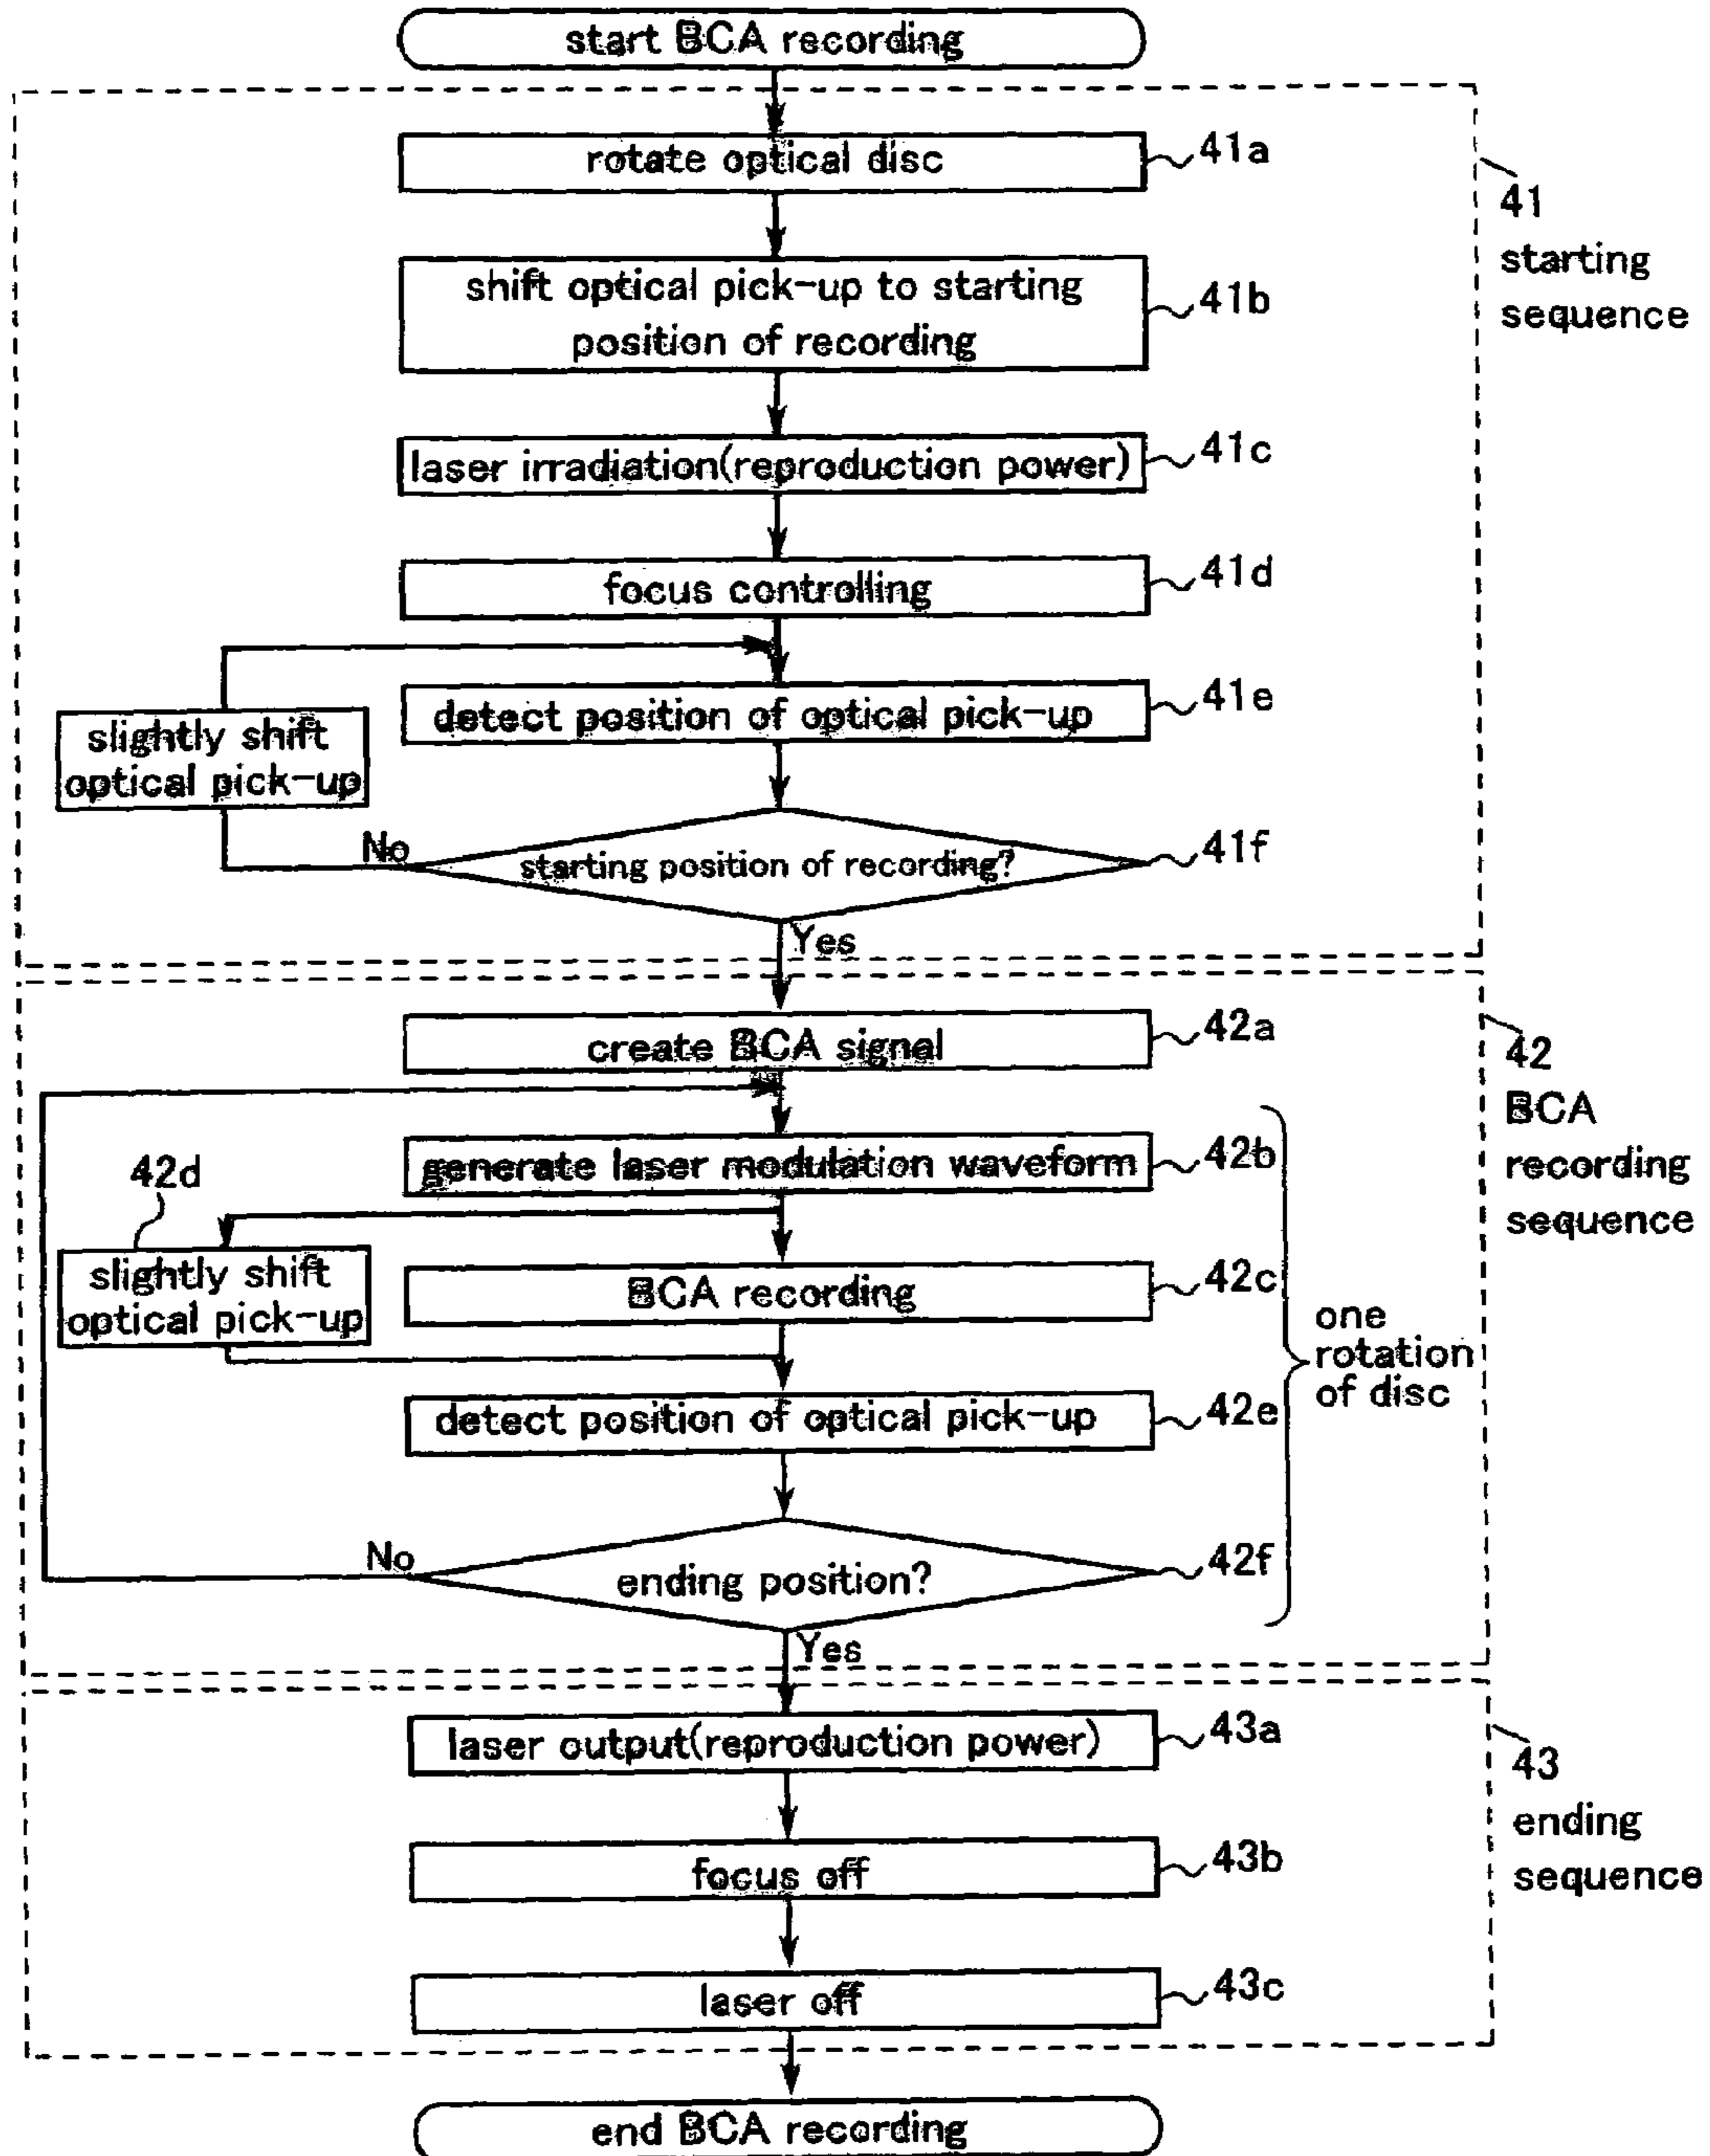 start BCA recording
rotate optical disc
41a
41
starting
sequence
shift optical pick-up to starting
position of recording
41b
laser irradiation(reproduction power)
41c
focus controlling
41d
detect position of optical pick-up
41e
slightly shift
optical pick-up
No
starting position of recording?
41f
Yes
create BCA signal
42a
42
BCA
recording
sequence
generate laser modulation waveform
42b
42d
slightly shift
optical pick-up
BCA recording
42c
one
rotation
of disc
detect position of optical pick-up
42e
No
ending position?
42f
Yes
laser output(reproduction power)
43a
43
ending
sequence
focus off
43b
laser off
43c
end BCA recording